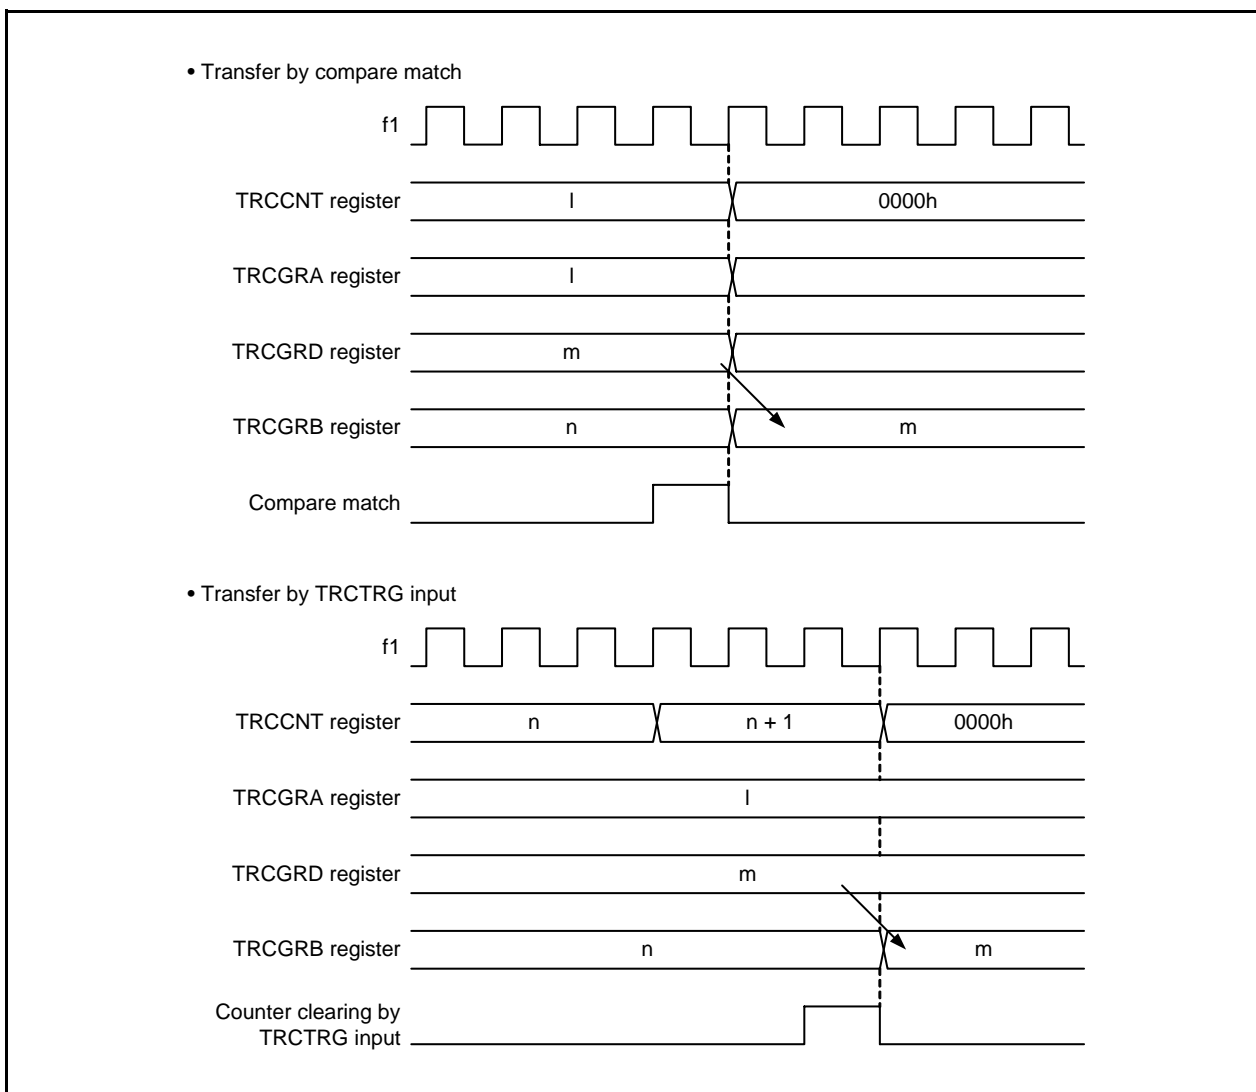 • Transfer by compare match
f1
TRCCNT register
l
0000h
TRCGRA register
l
TRCGRD register
m
TRCGRB register
n
m
Compare match
• Transfer by TRCTRG input
f1
TRCCNT register
n
n + 1
0000h
TRCGRA register
l
TRCGRD register
m
TRCGRB register
n
m
Counter clearing by
TRCTRG input